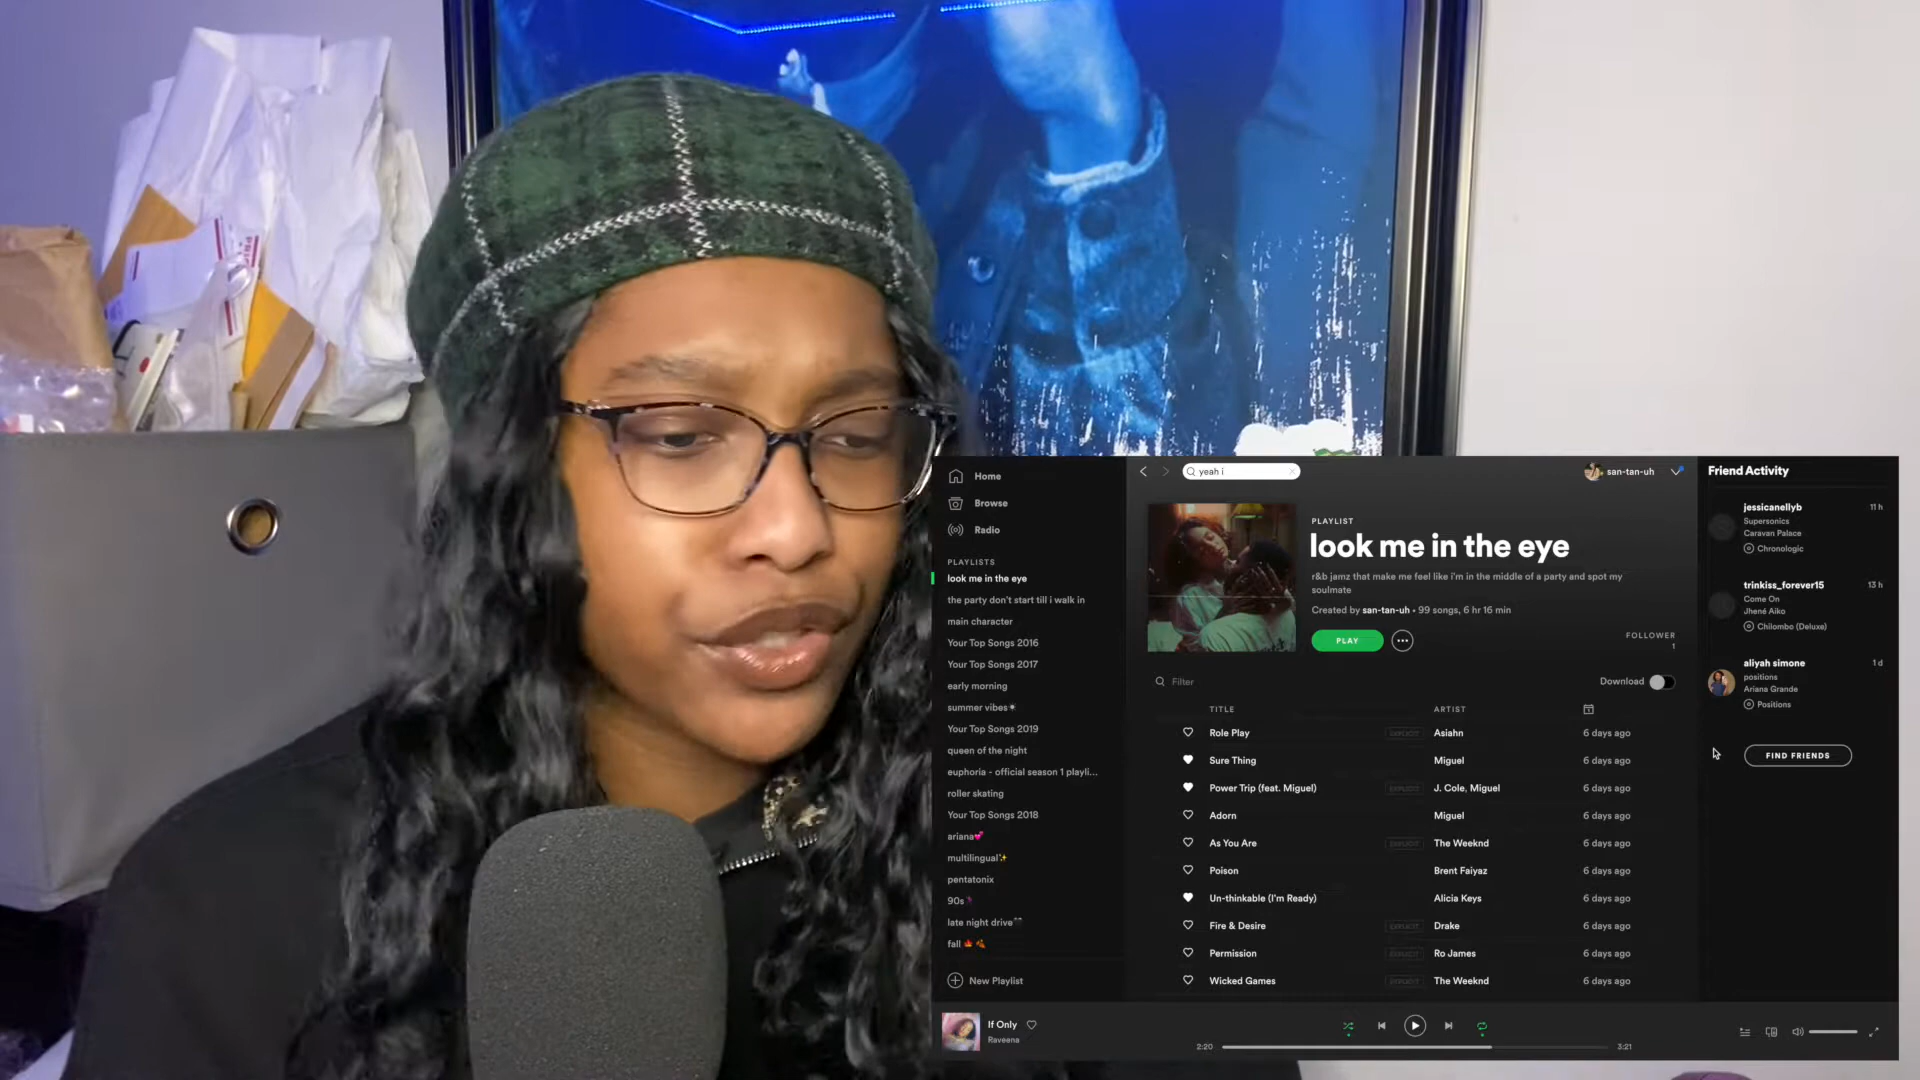 Home
Browse
Radio
PLAYLISTS
look me in the eye
the party don't start till i walk in
main character
Your Top Songs 2016
Your Top Songs 2017
early morning
summer vibes☀
Your Top Songs 2019
queen of the night
euphoria - official season 1 playli...
roller skating
Your Top Songs 2018
ariana💕
multilingual✨
pentatonix
90s
late night drive
fall 🍁🍂
New Playlist
yeah i
san-tan-uh
PLAYLIST
look me in the eye
r&b jamz that make me feel like i'm in the middle of a party and spot my
soulmate
Created by san-tan-uh • 99 songs, 6 hr 16 min
PLAY
FOLLOWER
1
Filter
Download
TITLE ARTIST
Role Play EXPLICIT Asiahn 6 days ago
Sure Thing Miguel 6 days ago
Power Trip (feat. Miguel) EXPLICIT J. Cole, Miguel 6 days ago
Adorn Miguel 6 days ago
As You Are EXPLICIT The Weeknd 6 days ago
Poison Brent Faiyaz 6 days ago
Un-thinkable (I'm Ready) Alicia Keys 6 days ago
Fire & Desire EXPLICIT Drake 6 days ago
Permission EXPLICIT Ro James 6 days ago
Wicked Games EXPLICIT The Weeknd 6 days ago
Friend Activity
jessicanellyb 11 h
Supersonics
Caravan Palace
Chronologic
trinkiss_forever15 13 h
Come On
Jhené Aiko
Chilombo (Deluxe)
aliyah simone 1 d
positions
Ariana Grande
Positions
FIND FRIENDS
If Only
Raveena
2:20 3:21